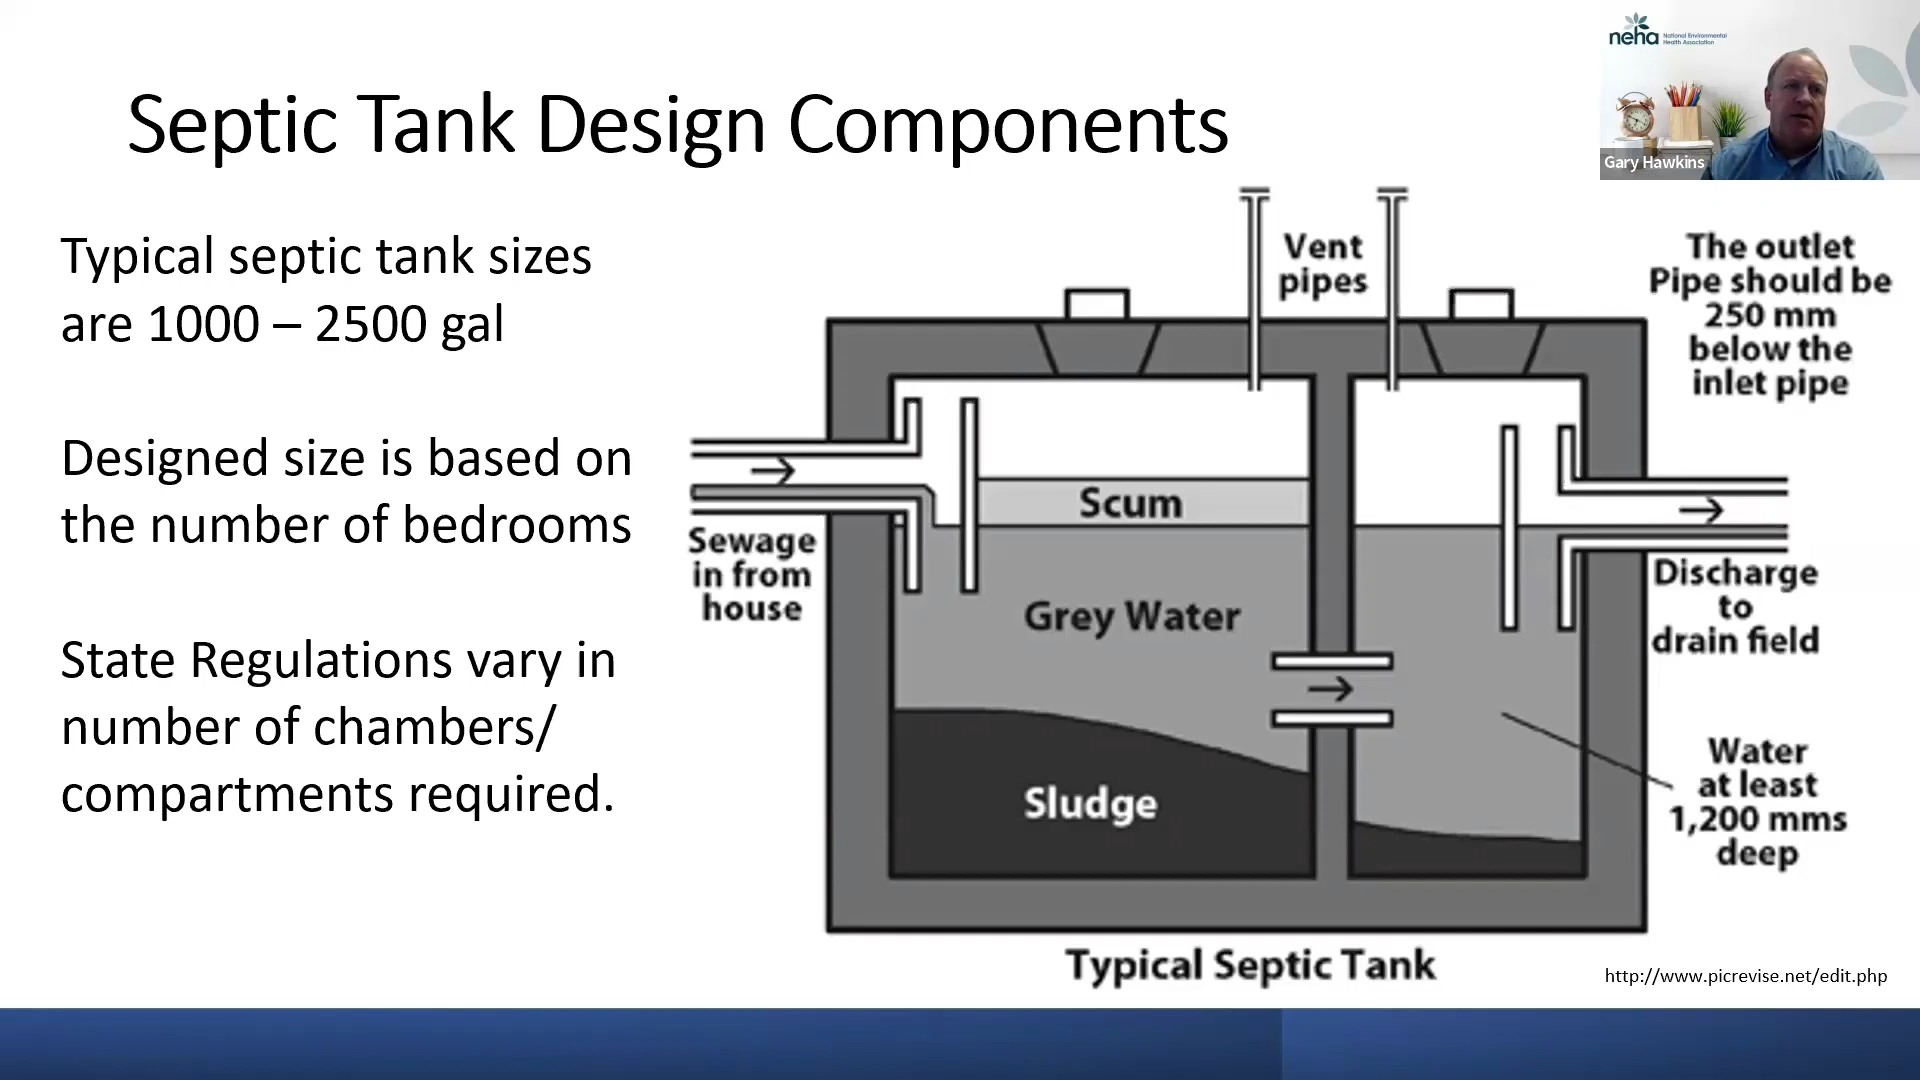 neha National Environmental
Health Association
Gary Hawkins
Septic Tank Design Components
Typical septic tank sizes
are 1000 – 2500 gal
Designed size is based on
the number of bedrooms
State Regulations vary in
number of chambers/
compartments required.
Vent
pipes
The outlet
Pipe should be
250 mm
below the
inlet pipe
Scum
Sewage
in from
house
Grey Water
Discharge
to
drain field
Sludge
Water
at least
1,200 mms
deep
Typical Septic Tank
http://www.picrevise.net/edit.php